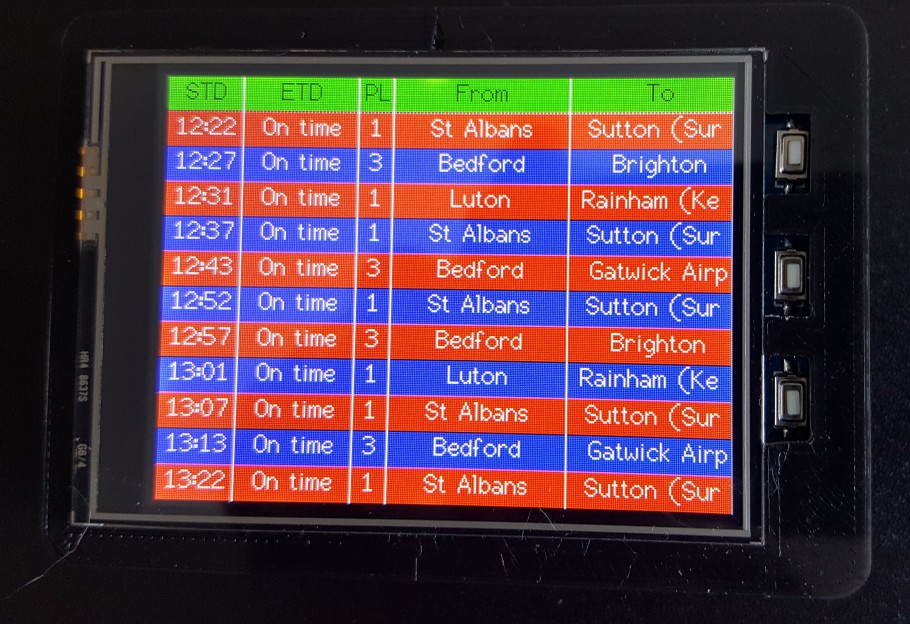 STD ETD PL From To
12:22 On time 1 St Albans Sutton (Sur
12:27 On time 3 Bedford Brighton
12:31 On time 1 Luton Rainham (Ke
12:37 On time 1 St Albans Sutton (Sur
12:43 On time 3 Bedford Gatwick Airp
12:52 On time 1 St Albans Sutton (Sur
12:57 On time 3 Bedford Brighton
13:01 On time 1 Luton Rainham (Ke
13:07 On time 1 St Albans Sutton (Sur
13:13 On time 3 Bedford Gatwick Airp
13:22 On time 1 St Albans Sutton (Sur